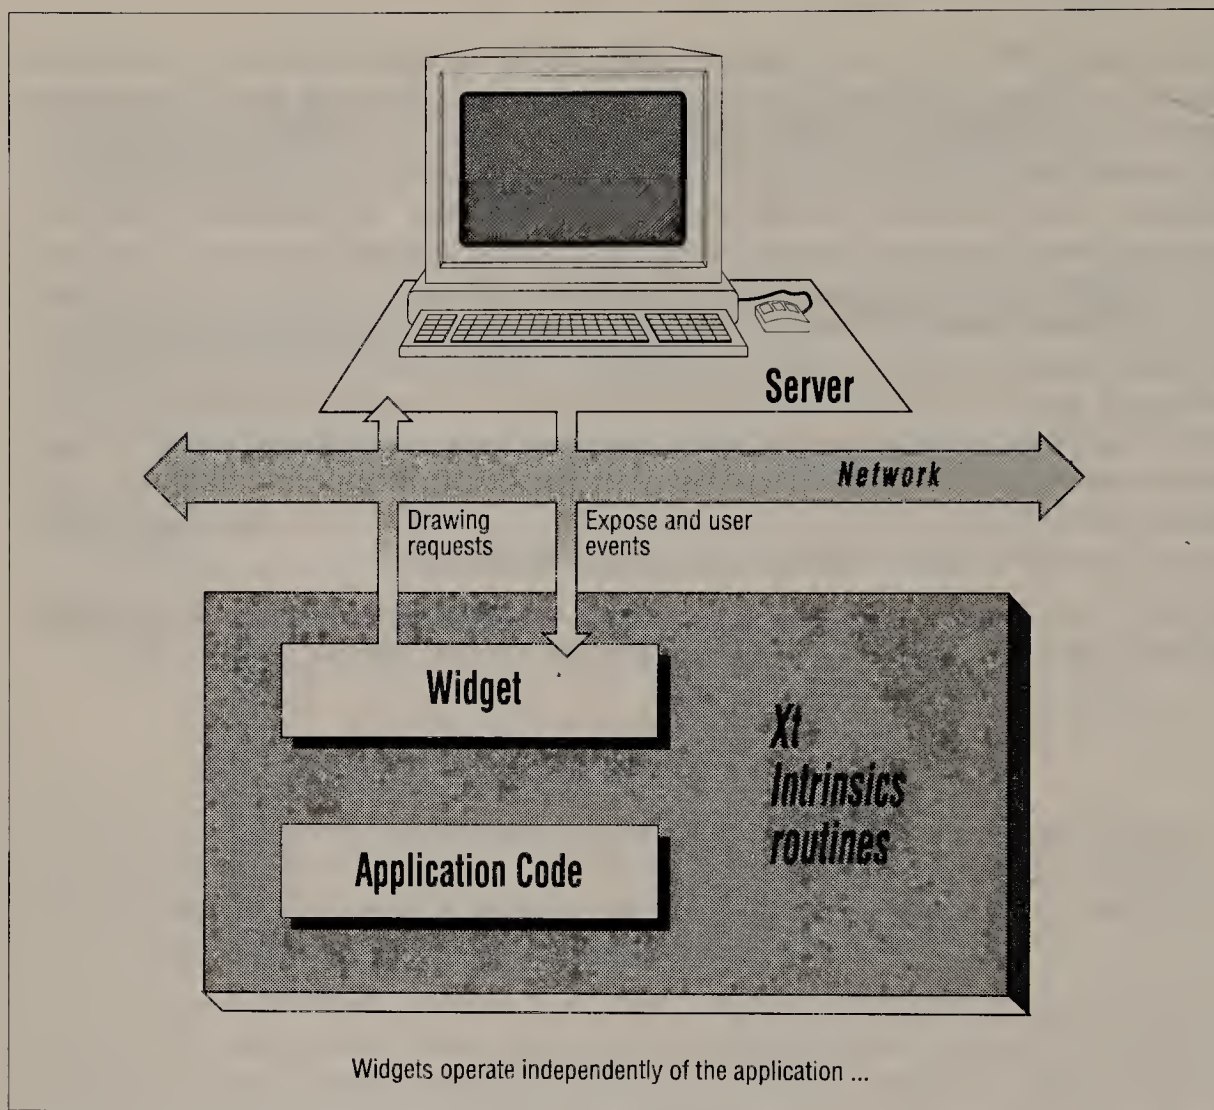 Server
Network
Drawing
requests
Expose and user
events
Widget
Xt
Intrinsics
routines
Application Code
Widgets operate independently of the application ...